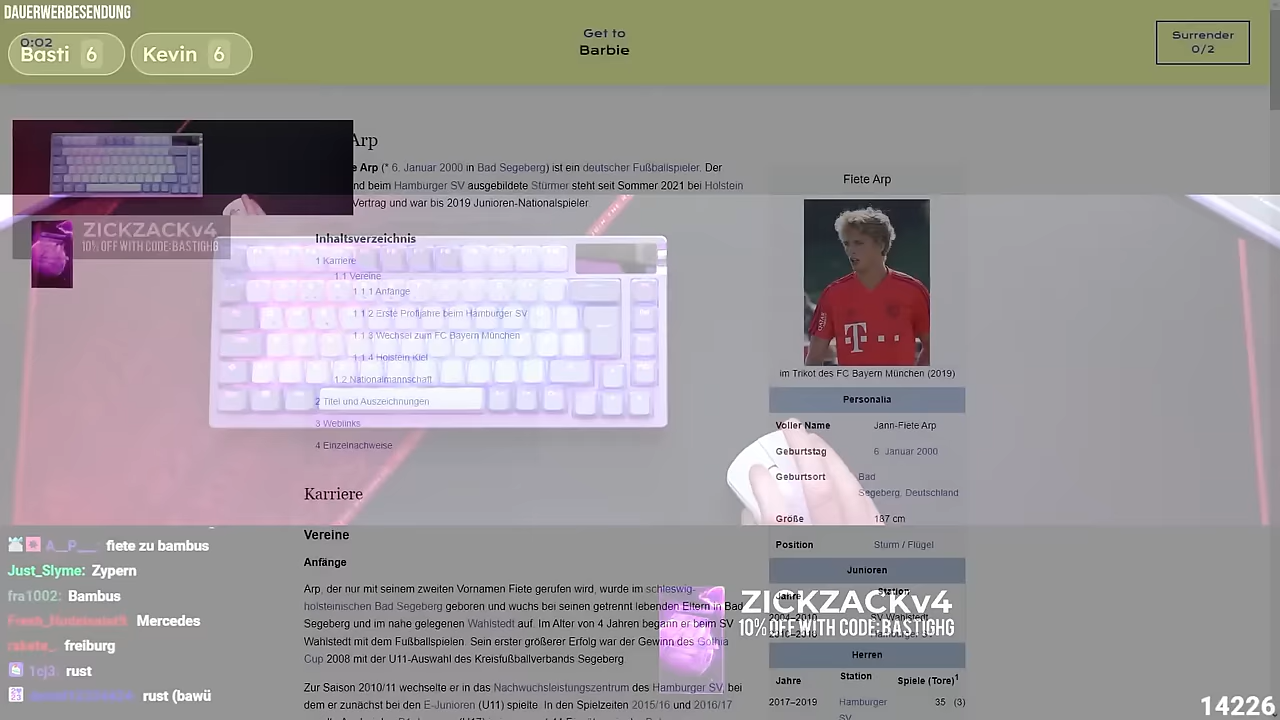 DAUERWERBESENDUNG
0:02
Basti 6
Kevin 6
Get to
Barbie
Surrender
0/2
Arp
e Arp (* 6. Januar 2000 in Bad Segeberg) ist ein deutscher Fußballspieler. Der
nd beim Hamburger SV ausgebildete Stürmer steht seit Sommer 2021 bei Holstein
Vertrag und war bis 2019 Junioren-Nationalspieler
ZICKZACKv4
10% OFF WITH CODE:BASTIGHG
Inhaltsverzeichnis
1 Karriere
1.1 Vereine
1.1.1 Anfänge
1.1.2 Erste Profijahre beim Hamburger SV
1.1.3 Wechsel zum FC Bayern München
1.1.4 Holstein Kiel
1.2 Nationalmannschaft
2 Titel und Auszeichnungen
3 Weblinks
4 Einzelnachweise
Karriere
Vereine
Anfänge
Arp, der nur mit seinem zweiten Vornamen Fiete gerufen wird, wurde im schleswig-
holsteinischen Bad Segeberg geboren und wuchs bei seinen getrennt lebenden Eltern in Bad
Segeberg und im nahe gelegenen Wahlstedt auf. Im Alter von 4 Jahren begann er beim SV
Wahlstedt mit dem Fußballspielen. Sein erster größerer Erfolg war der Gewinn des Gothia
Cup 2008 mit der U11-Auswahl des Kreisfußballverbands Segeberg
Zur Saison 2010/11 wechselte er in das Nachwuchsleistungszentrum des Hamburger SV, bei
dem er zunächst bei den E-Junioren (U11) spielte. In den Spielzeiten 2015/16 und 2016/17
Fiete Arp
im Trikot des FC Bayern München (2019)
Personalia
Voller Name Jann-Fiete Arp
Geburtstag 6. Januar 2000
Geburtsort Bad
Segeberg, Deutschland
Größe 187 cm
Position Sturm / Flügel
Junioren
Jahre Station
SV Wahlstedt
Herren
Jahre Station Spiele (Tore)1
2017–2019 Hamburger 35 (3)
SV
ZICKZACKv4
10% OFF WITH CODE:BASTIGHG
A__P___: fiete zu bambus
Just_Slyme: Zypern
fra1002: Bambus
Mercedes
freiburg
1cj3: rust
rust (bawü
14226